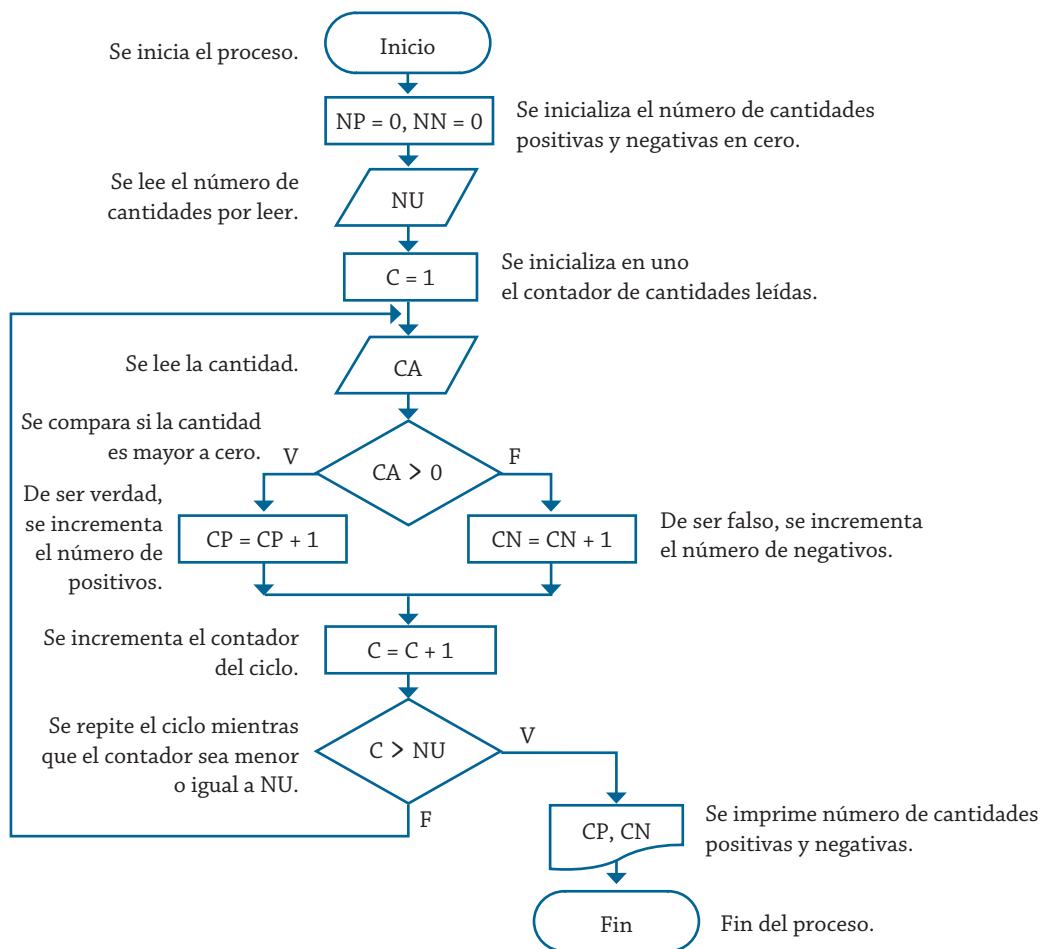 Se inicia el proceso.
Inicio
NP = 0, NN = 0
Se inicializa el número de cantidades
positivas y negativas en cero.
Se lee el número de
cantidades por leer.
NU
C = 1
Se inicializa en uno
el contador de cantidades leídas.
Se lee la cantidad.
CA
Se compara si la cantidad
es mayor a cero.
V
CA > 0
F
De ser verdad,
se incrementa
el número de
positivos.
CP = CP + 1
CN = CN + 1
De ser falso, se incrementa
el número de negativos.
Se incrementa el contador
del ciclo.
C = C + 1
Se repite el ciclo mientras
que el contador sea menor
o igual a NU.
C > NU
V
F
CP, CN
Se imprime número de cantidades
positivas y negativas.
Fin
Fin del proceso.